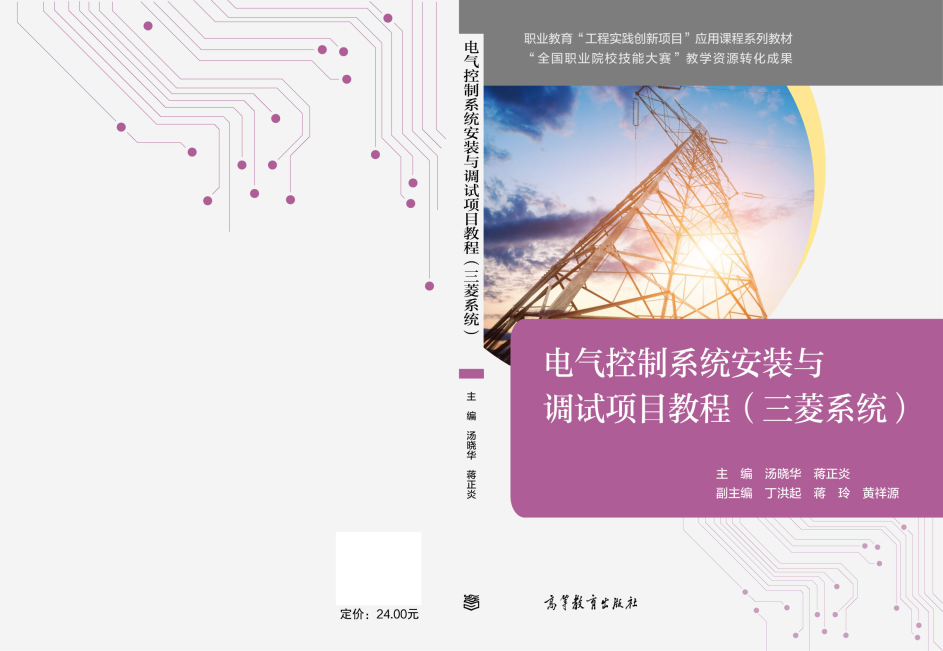 职业教育“工程实践创新项目”应用课程系列教材
“全国职业院校技能大赛”教学资源转化成果
电气控制系统安装与
调试项目教程（三菱系统）
主　编　汤晓华　蒋正炎
副主编　丁洪起　蒋　玲　黄祥源
高等教育出版社
电气控制系统安装与调试项目教程（三菱系统）
主　编　汤晓华　蒋正炎
定价：24.00元